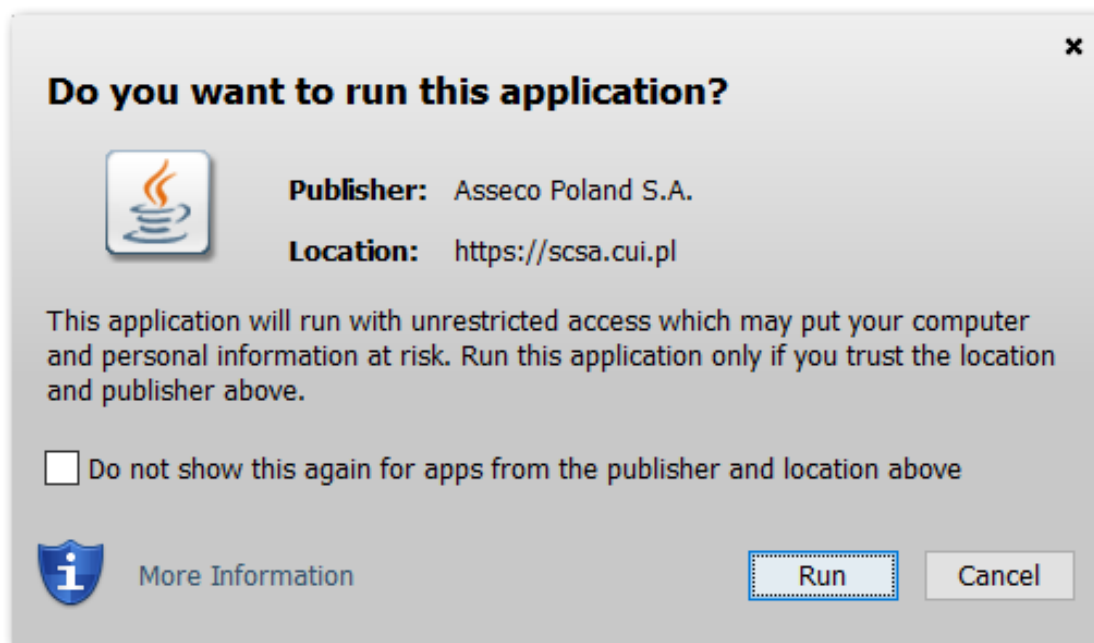 Do you want to run this application?
Publisher: Asseco Poland S.A.
Location: https://scsa.cui.pl
This application will run with unrestricted access which may put your computer
and personal information at risk. Run this application only if you trust the location
and publisher above.
Do not show this again for apps from the publisher and location above
More Information
Run
Cancel